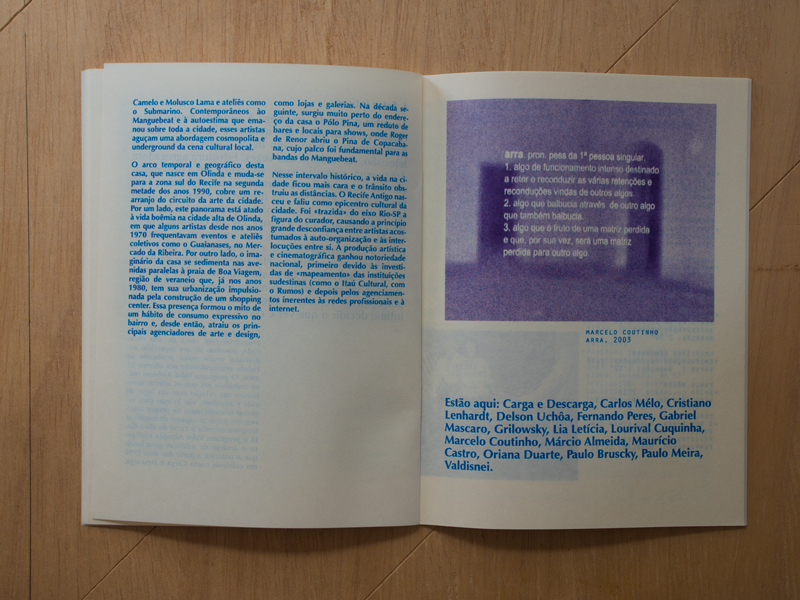 Camelo e Molusco Lama e ateliês como
o Submarino. Contemporâneos ao
Manguebeat e à autoestima que ema-
nou sobre toda a cidade, esses artistas
aguçam uma abordagem cosmopolita e
underground da cena cultural local.
O arco temporal e geográfico desta
casa, que nasce em Olinda e muda-se
para a zona sul do Recife na segunda
metade dos anos 1990, cobre um re-
arranjo do circuito da arte da cidade.
Por um lado, este panorama está atado
à vida boêmia na cidade alta de Olinda,
em que alguns artistas desde nos anos
1970 frequentavam eventos e ateliês
coletivos como o Guaianases, no Mer-
cado da Ribeira. Por outro lado, o ima-
ginário da casa se sedimenta nas ave-
nidas paralelas à praia de Boa Viagem,
região de veraneio que, já nos anos
1980, tem sua urbanização impulsio-
nada pela construção de um shopping
center. Essa presença formou o mito de
um hábito de consumo expressivo no
bairro e, desde então, atraiu os prin-
cipais agenciadores de arte e design,
como lojas e galerias. Na década se-
guinte, surgiu muito perto do endere-
ço da casa o Pólo Pina, um reduto de
bares e locais para shows, onde Roger
de Renor abriu o Pina de Copacaba-
na, cujo palco foi fundamental para as
bandas do Manguebeat.
Nesse intervalo histórico, a vida na ci-
dade ficou mais cara e o trânsito obs-
truiu as distâncias. O Recife Antigo nas-
ceu e faliu como epicentro cultural da
cidade. Foi «trazida» do eixo Rio-SP a
figura do curador, causando a princípio
grande desconfiança entre artistas acos-
tumados à auto-organização e às inter-
locuções entre si. A produção artística
e cinematográfica ganhou notoriedade
nacional, primeiro devido às investi-
das de «mapeamento» das instituições
sudestinas (como o Itaú Cultural, com
o Rumos) e depois pelos agenciamen-
tos inerentes às redes profissionais e à
internet.
arra. pron. pess da 1ª pessoa singular.
1. algo de funcionamento intenso destinado
a reter o reconduzir as várias retenções e
reconduções vindas de outros algos.
2. algo que balbucia através de outro algo
que também balbucia.
3. algo que é fruto de uma matriz perdida
e que, por sua vez, será uma matriz
perdida para outro algo.
MARCELO COUTINHO
ARRA, 2003
Estão aqui: Carga e Descarga, Carlos Mélo, Cristiano
Lenhardt, Delson Uchôa, Fernando Peres, Gabriel
Mascaro, Grilowsky, Lia Letícia, Lourival Cuquinha,
Marcelo Coutinho, Márcio Almeida, Maurício
Castro, Oriana Duarte, Paulo Bruscky, Paulo Meira,
Valdisnei.